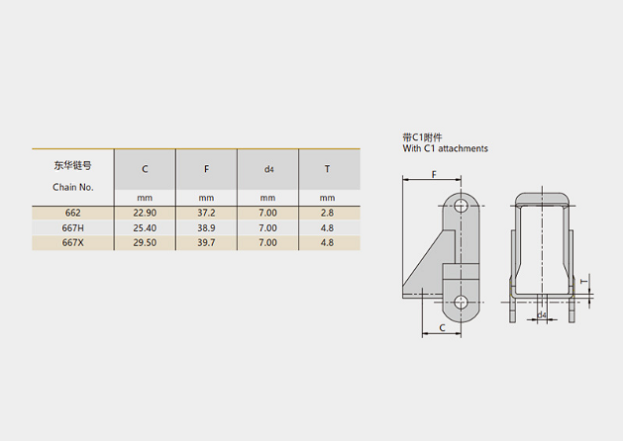 东华链号
Chain No.
C F d4 T
mm mm mm mm
662 22.90 37.2 7.00 2.8
667H 25.40 38.9 7.00 4.8
667X 29.50 39.7 7.00 4.8
带C1附件
With C1 attachments
F
T
d4
C